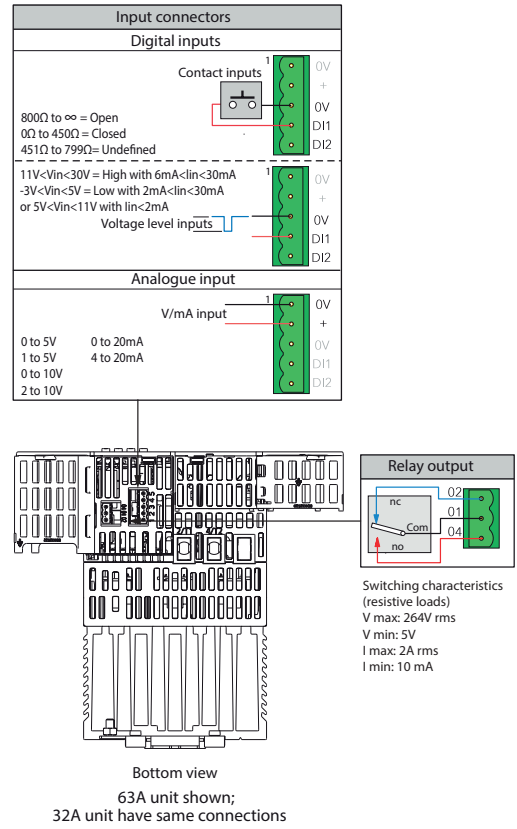 Input connectors
Digital inputs
Contact inputs
1
0V
+
0V
DI1
DI2
800Ω to ∞ = Open
0Ω to 450Ω = Closed
451Ω to 799Ω= Undefined
11V<Vin<30V = High with 6mA<Iin<30mA
-3V<Vin<5V = Low with 2mA<Iin<30mA
or 5V<Vin<11V with Iin<2mA
Voltage level inputs
1
0V
+
0V
DI1
DI2
Analogue input
V/mA input
1
0V
+
0V
DI1
DI2
0 to 5V 0 to 20mA
1 to 5V 4 to 20mA
0 to 10V
2 to 10V
Relay output
nc
Com
no
02
01
04
Switching characteristics
(resistive loads)
V max: 264V rms
V min: 5V
I max: 2A rms
I min: 10 mA
Bottom view
63A unit shown;
32A unit have same connections